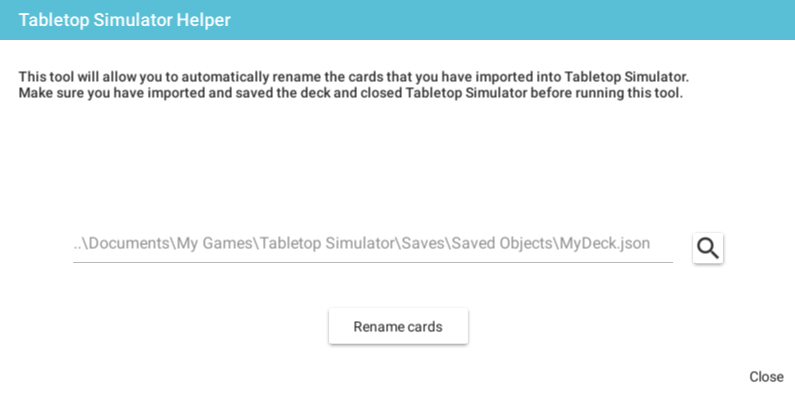 Tabletop Simulator Helper
This tool will allow you to automatically rename the cards that you have imported into Tabletop Simulator.
Make sure you have imported and saved the deck and closed Tabletop Simulator before running this tool.
..\Documents\My Games\Tabletop Simulator\Saves\Saved Objects\MyDeck.json
Rename cards
Close